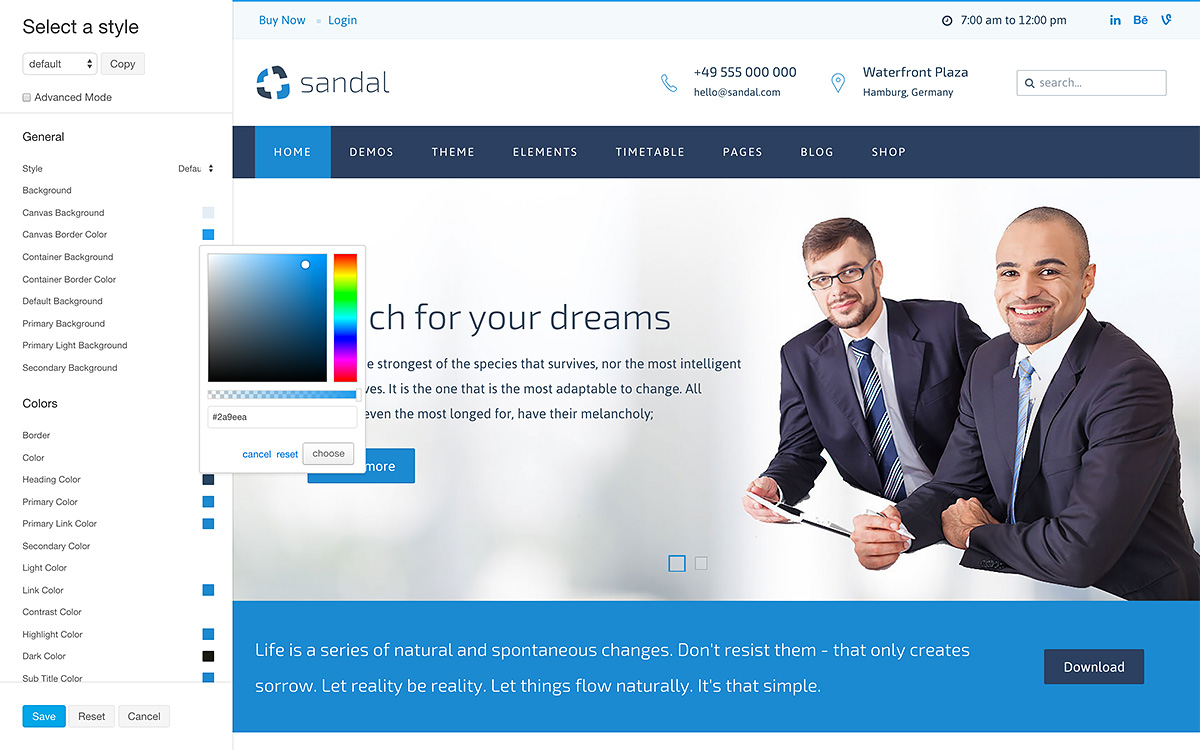 Select a style
default
Copy
Advanced Mode
General
Style
Background
Canvas Background
Canvas Border Color
Container Background
Container Border Color
Default Background
Primary Background
Primary Light Background
Secondary Background
Colors
Border
Color
Heading Color
Primary Color
Primary Link Color
Secondary Color
Light Color
Link Color
Contrast Color
Highlight Color
Dark Color
Sub Title Color
Save Reset Cancel
#2a9eea
cancel reset choose
Buy Now Login
7:00 am to 12:00 pm
in Bē
sandal
+49 555 000 000
hello@sandal.com
Waterfront Plaza
Hamburg, Germany
search...
HOME DEMOS THEME ELEMENTS TIMETABLE PAGES BLOG SHOP
ch for your dreams
e strongest of the species that survives, nor the most intelligent
ves. It is the one that is the most adaptable to change. All
even the most longed for, have their melancholy;
more
Life is a series of natural and spontaneous changes. Don't resist them - that only creates
sorrow. Let reality be reality. Let things flow naturally. It's that simple.
Download